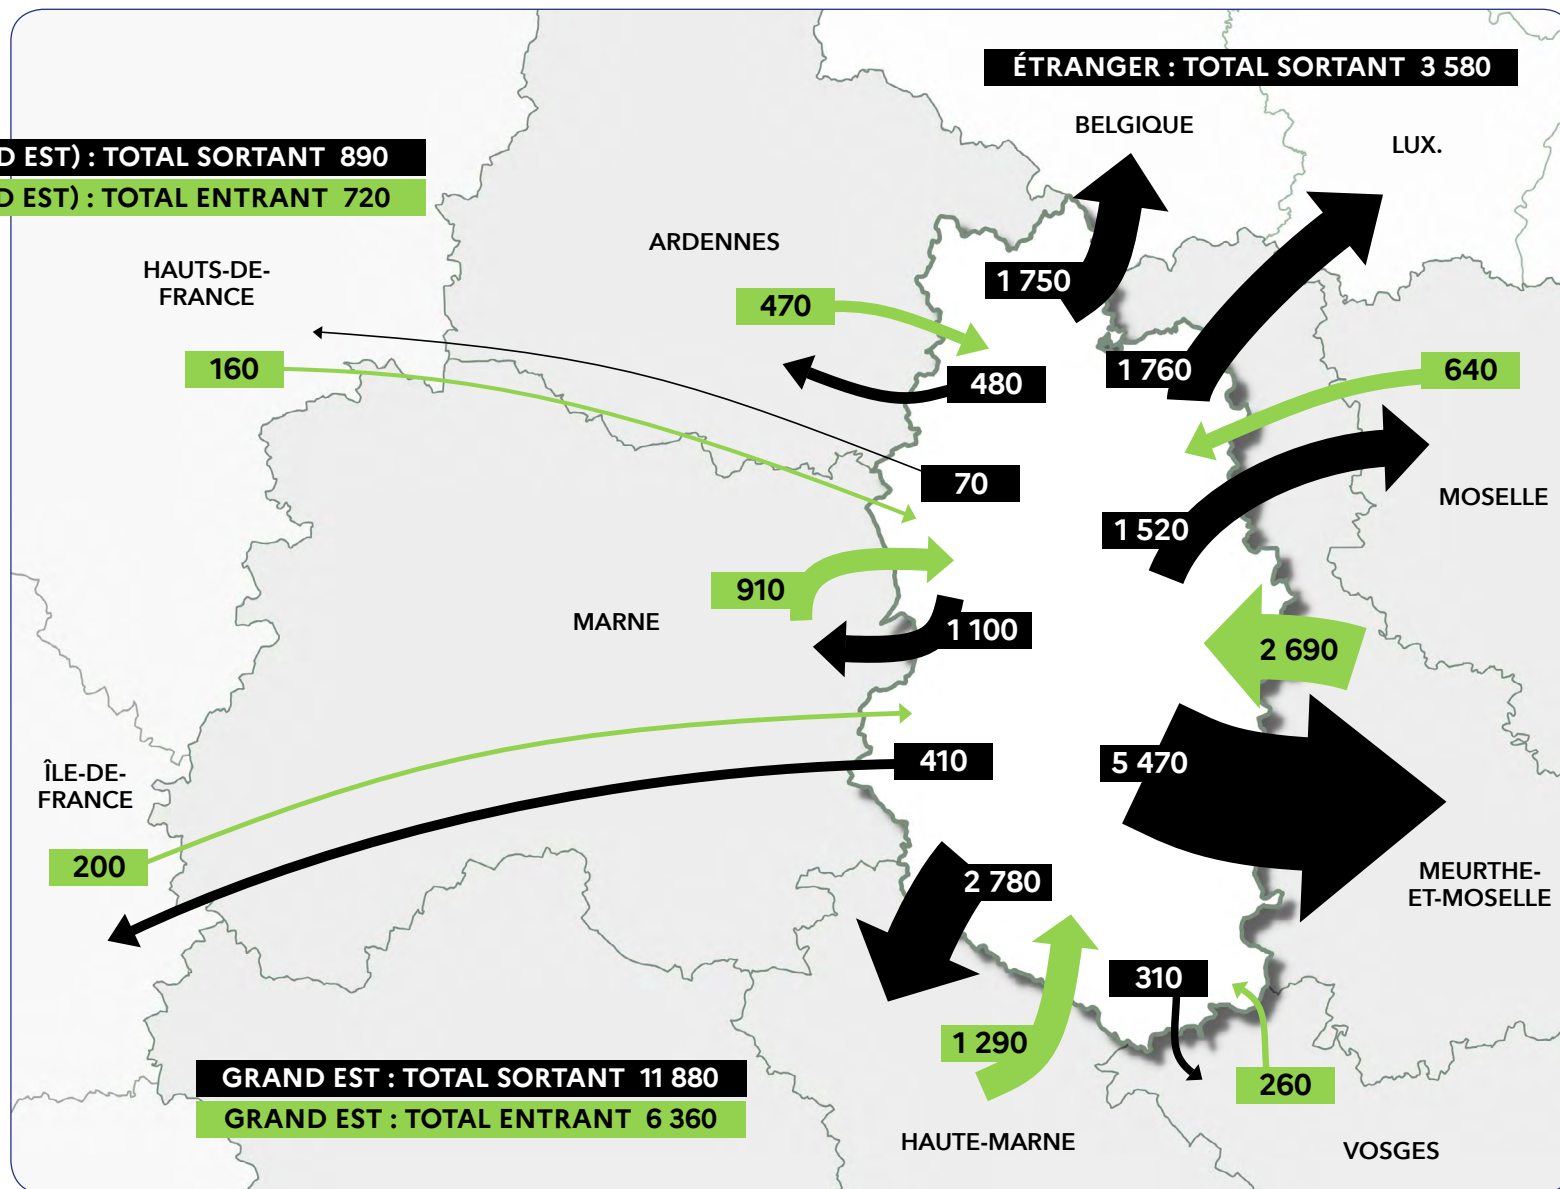 ÉTRANGER : TOTAL SORTANT 3 580
BELGIQUE
LUX.
D EST) : TOTAL SORTANT 890
D EST) : TOTAL ENTRANT 720
ARDENNES
HAUTS-DE-
FRANCE
1 750
470
160
480
1 760
640
70
MOSELLE
1 520
910
MARNE
1 100
2 690
410
5 470
ÎLE-DE-
FRANCE
200
2 780
MEURTHE-
ET-MOSELLE
310
1 290
260
GRAND EST : TOTAL SORTANT 11 880
GRAND EST : TOTAL ENTRANT 6 360
HAUTE-MARNE
VOSGES